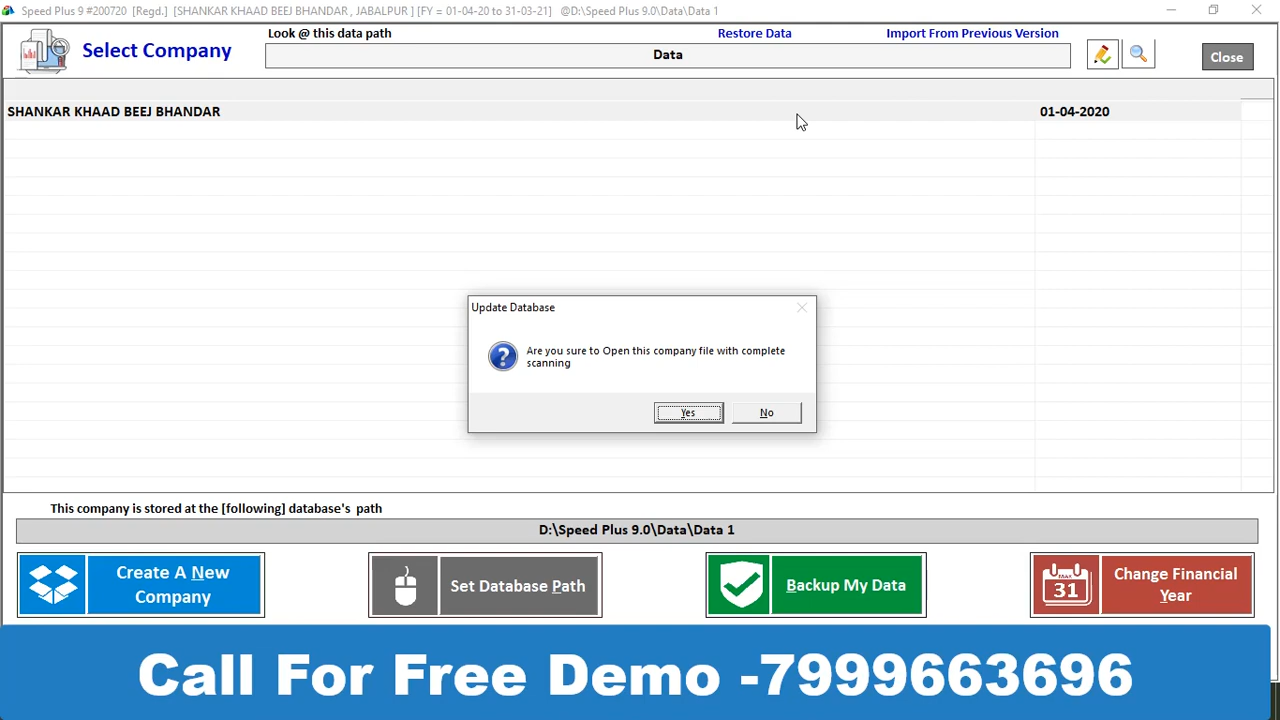 Speed Plus 9 #200720 [Regd.] [SHANKAR KHAAD BEEJ BHANDAR , JABALPUR ] [FY = 01-04-20 to 31-03-21] @D:\Speed Plus 9.0\Data\Data 1
Look @ this data path
Restore Data
Import From Previous Version
Select Company
Data
Close
SHANKAR KHAAD BEEJ BHANDAR 01-04-2020
Update Database
Are you sure to Open this company file with complete
scanning
Yes
No
This company is stored at the [following] database's path
D:\Speed Plus 9.0\Data\Data 1
Create A New
Company
Set Database Path
Backup My Data
31
Change Financial
Year
Call For Free Demo -7999663696